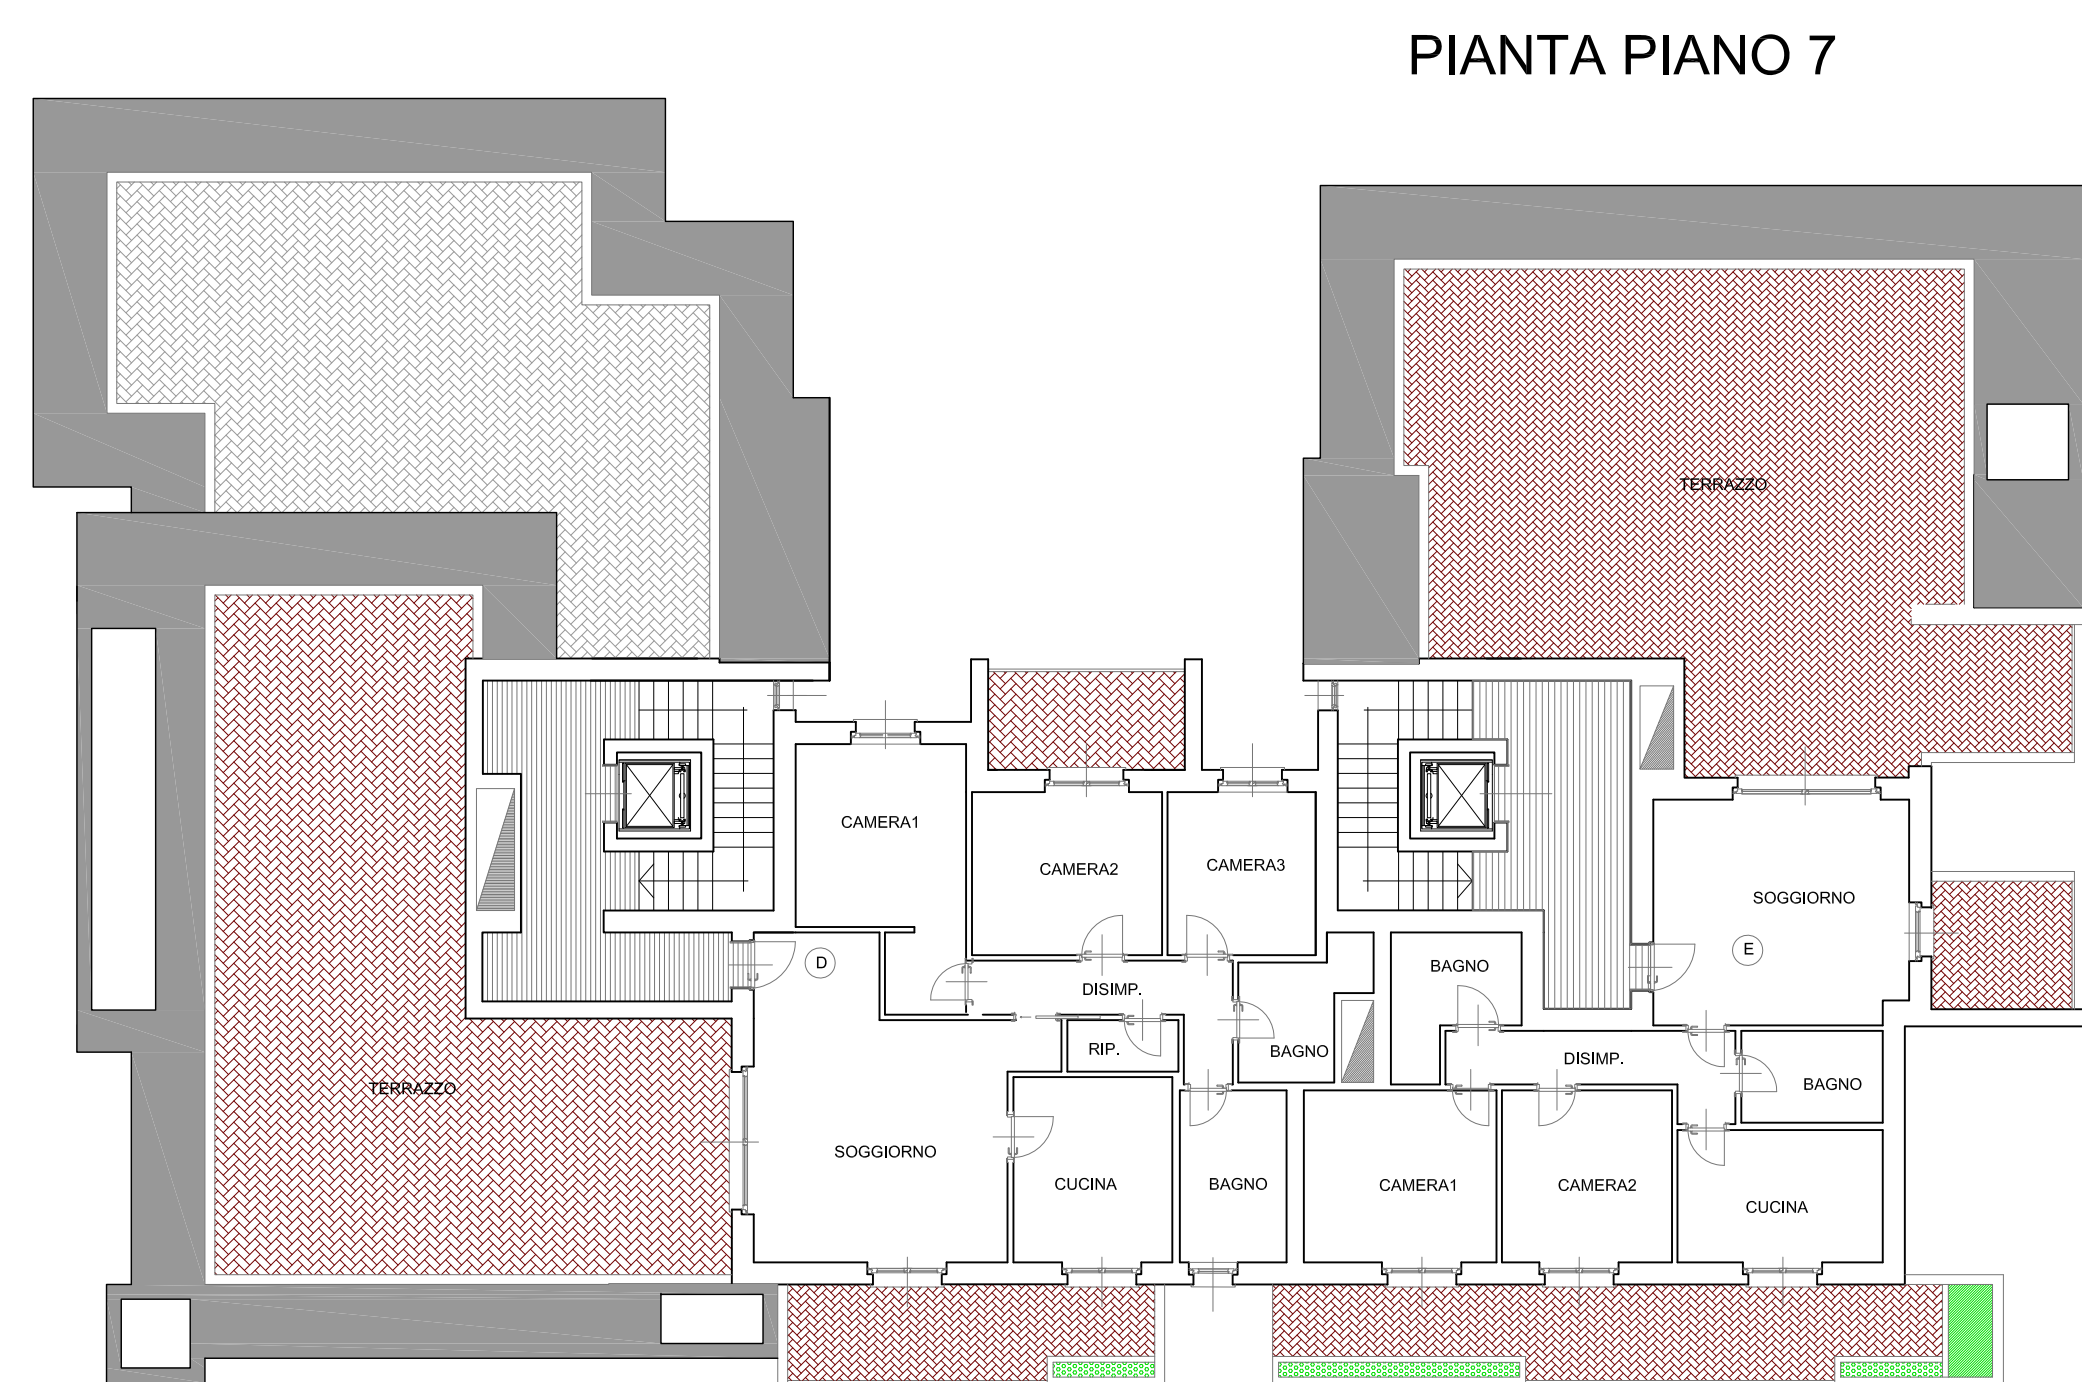 PIANTA PIANO 7
TERRAZZO
CAMERA1
CAMERA2
CAMERA3
SOGGIORNO
E
D
BAGNO
DISIMP.
RIP.
BAGNO
DISIMP.
BAGNO
TERRAZZO
SOGGIORNO
CUCINA
BAGNO
CAMERA1
CAMERA2
CUCINA